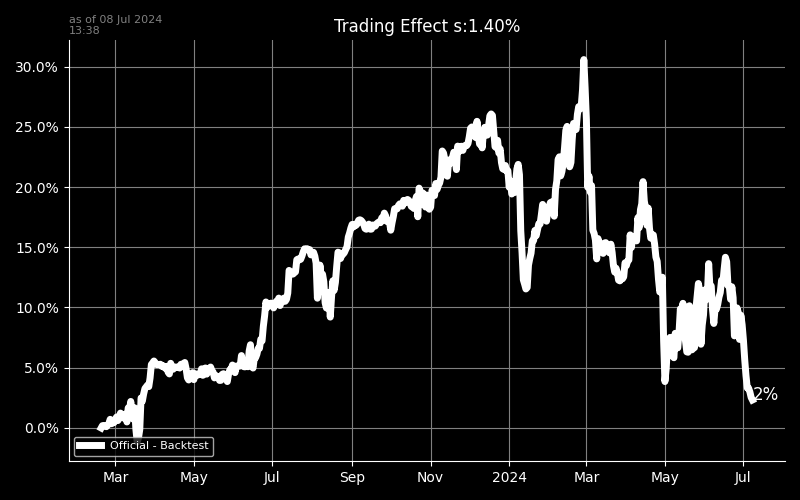 as of 08 Jul 2024
13:38
Trading Effect s:1.40%
30.0%
25.0%
20.0%
15.0%
10.0%
5.0%
0.0%
2%
Official - Backtest
Mar May Jul Sep Nov 2024 Mar May Jul